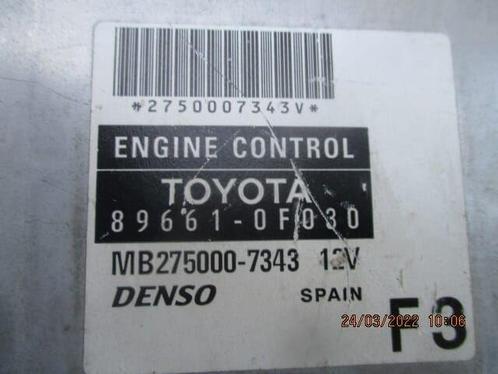 *2750007343V*
ENGINE CONTROL
TOYOTA
89661-0F030
MB275000-7343 12V
DENSO SPAIN F3
24/03/2022 10:06